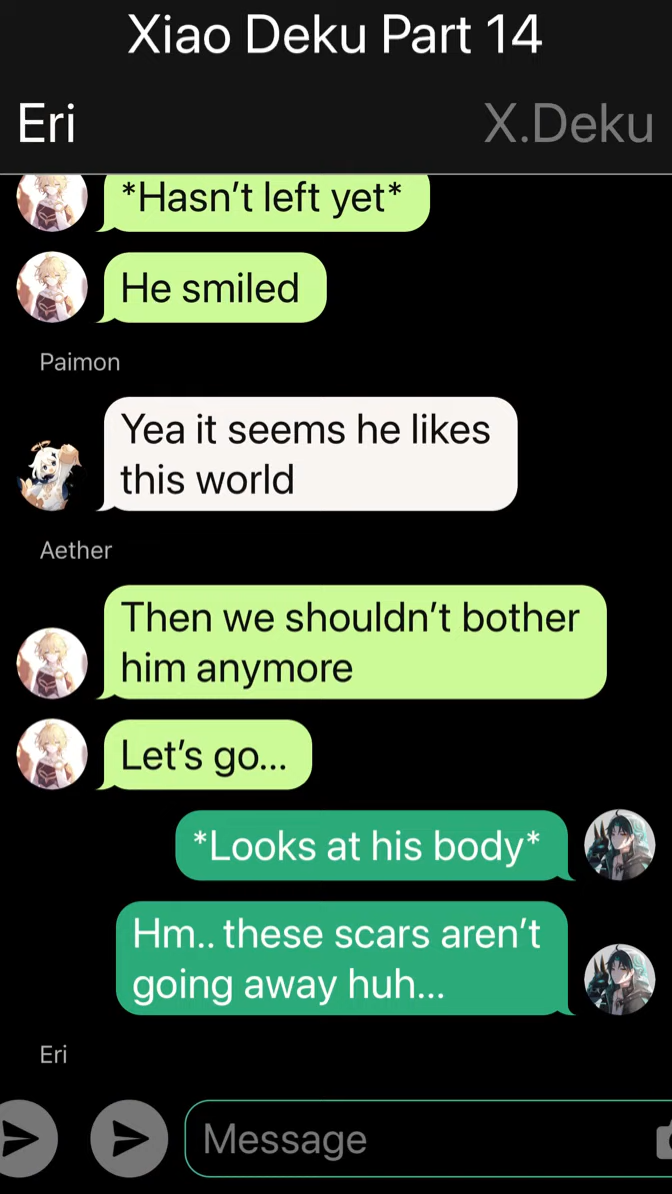 Xiao Deku Part 14
Eri
X.Deku
*Hasn't left yet*
He smiled
Paimon
Yea it seems he likes
this world
Aether
Then we shouldn't bother
him anymore
Let's go...
*Looks at his body*
Hm.. these scars aren't
going away huh...
Eri
Message